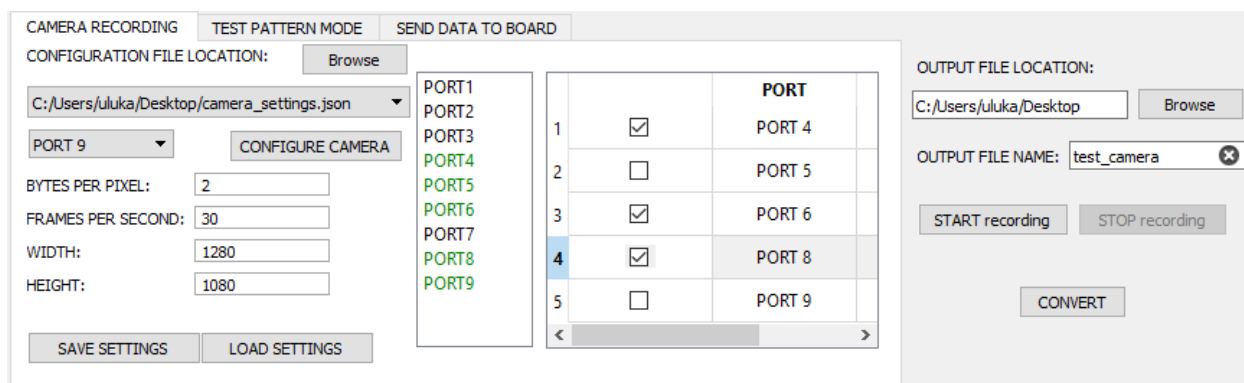 CAMERA RECORDING
TEST PATTERN MODE
SEND DATA TO BOARD
CONFIGURATION FILE LOCATION:
Browse
C:/Users/uluka/Desktop/camera_settings.json
PORT 9
CONFIGURE CAMERA
BYTES PER PIXEL:
2
FRAMES PER SECOND:
30
WIDTH:
1280
HEIGHT:
1080
SAVE SETTINGS
LOAD SETTINGS
PORT1
PORT2
PORT3
PORT4
PORT5
PORT6
PORT7
PORT8
PORT9
PORT
1 PORT 4
2 PORT 5
3 PORT 6
4 PORT 8
5 PORT 9
OUTPUT FILE LOCATION:
C:/Users/uluka/Desktop
Browse
OUTPUT FILE NAME:
test_camera
START recording
STOP recording
CONVERT